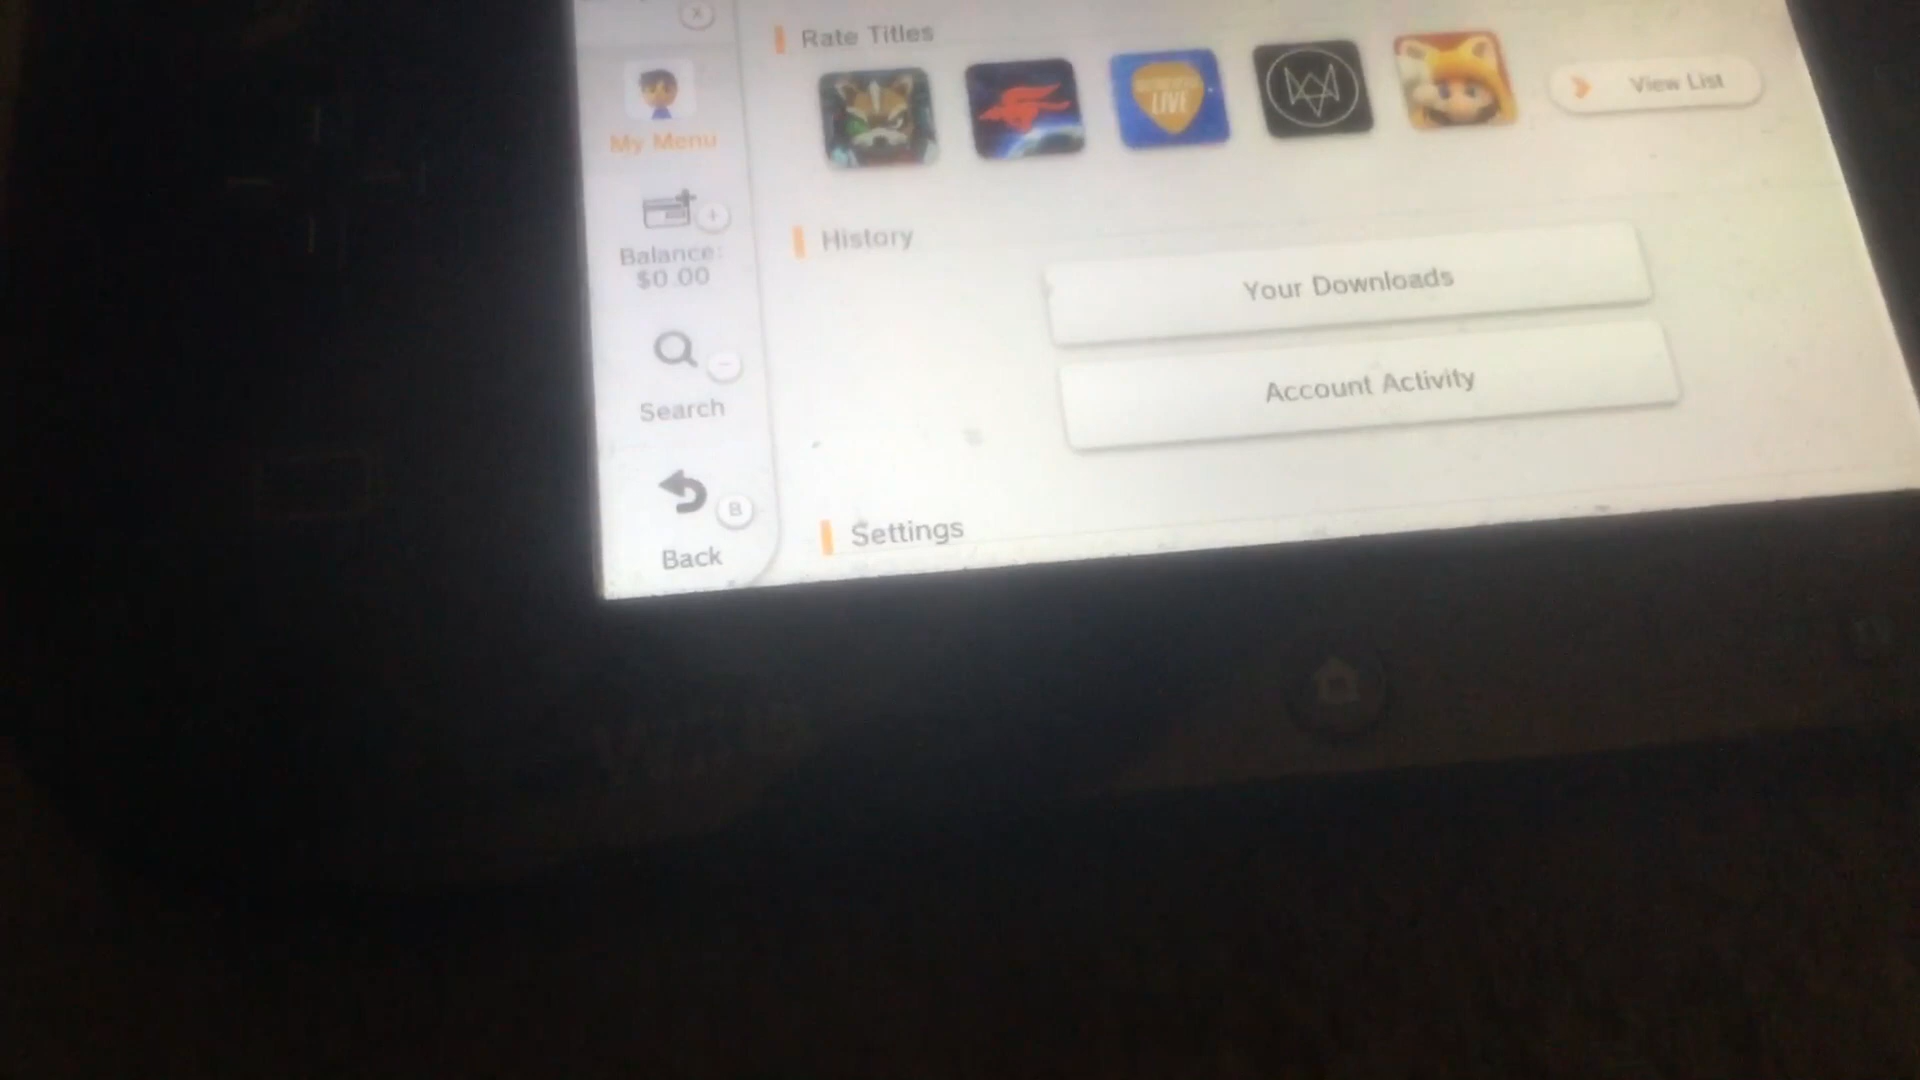 X
Rate Titles
LIVE
View List
My Menu
+
Balance:
$0.00
History
Your Downloads
Account Activity
Search
B
Back
Settings